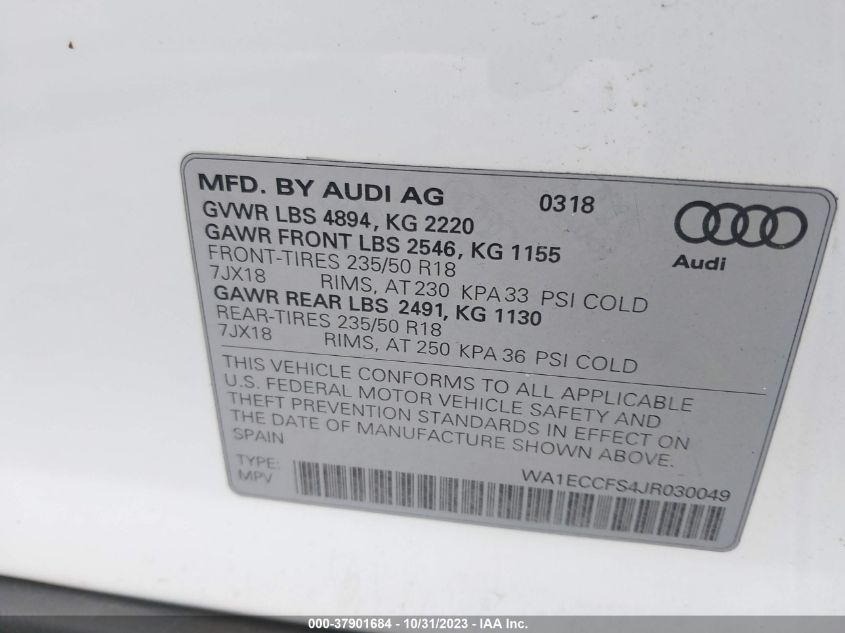 MFD. BY AUDI AG 0318
GVWR LBS 4894, KG 2220
GAWR FRONT LBS 2546, KG 1155
FRONT-TIRES 235/50 R18
7JX18 RIMS, AT 230 KPA 33 PSI COLD
GAWR REAR LBS 2491, KG 1130
REAR-TIRES 235/50 R18
7JX18 RIMS, AT 250 KPA 36 PSI COLD
Audi
THIS VEHICLE CONFORMS TO ALL APPLICABLE
U.S. FEDERAL MOTOR VEHICLE SAFETY AND
THEFT PREVENTION STANDARDS IN EFFECT ON
THE DATE OF MANUFACTURE SHOWN ABOVE.
SPAIN
TYPE:
MPV
WA1ECCFS4JR030049
000-37901684 - 10/31/2023 - IAA Inc.